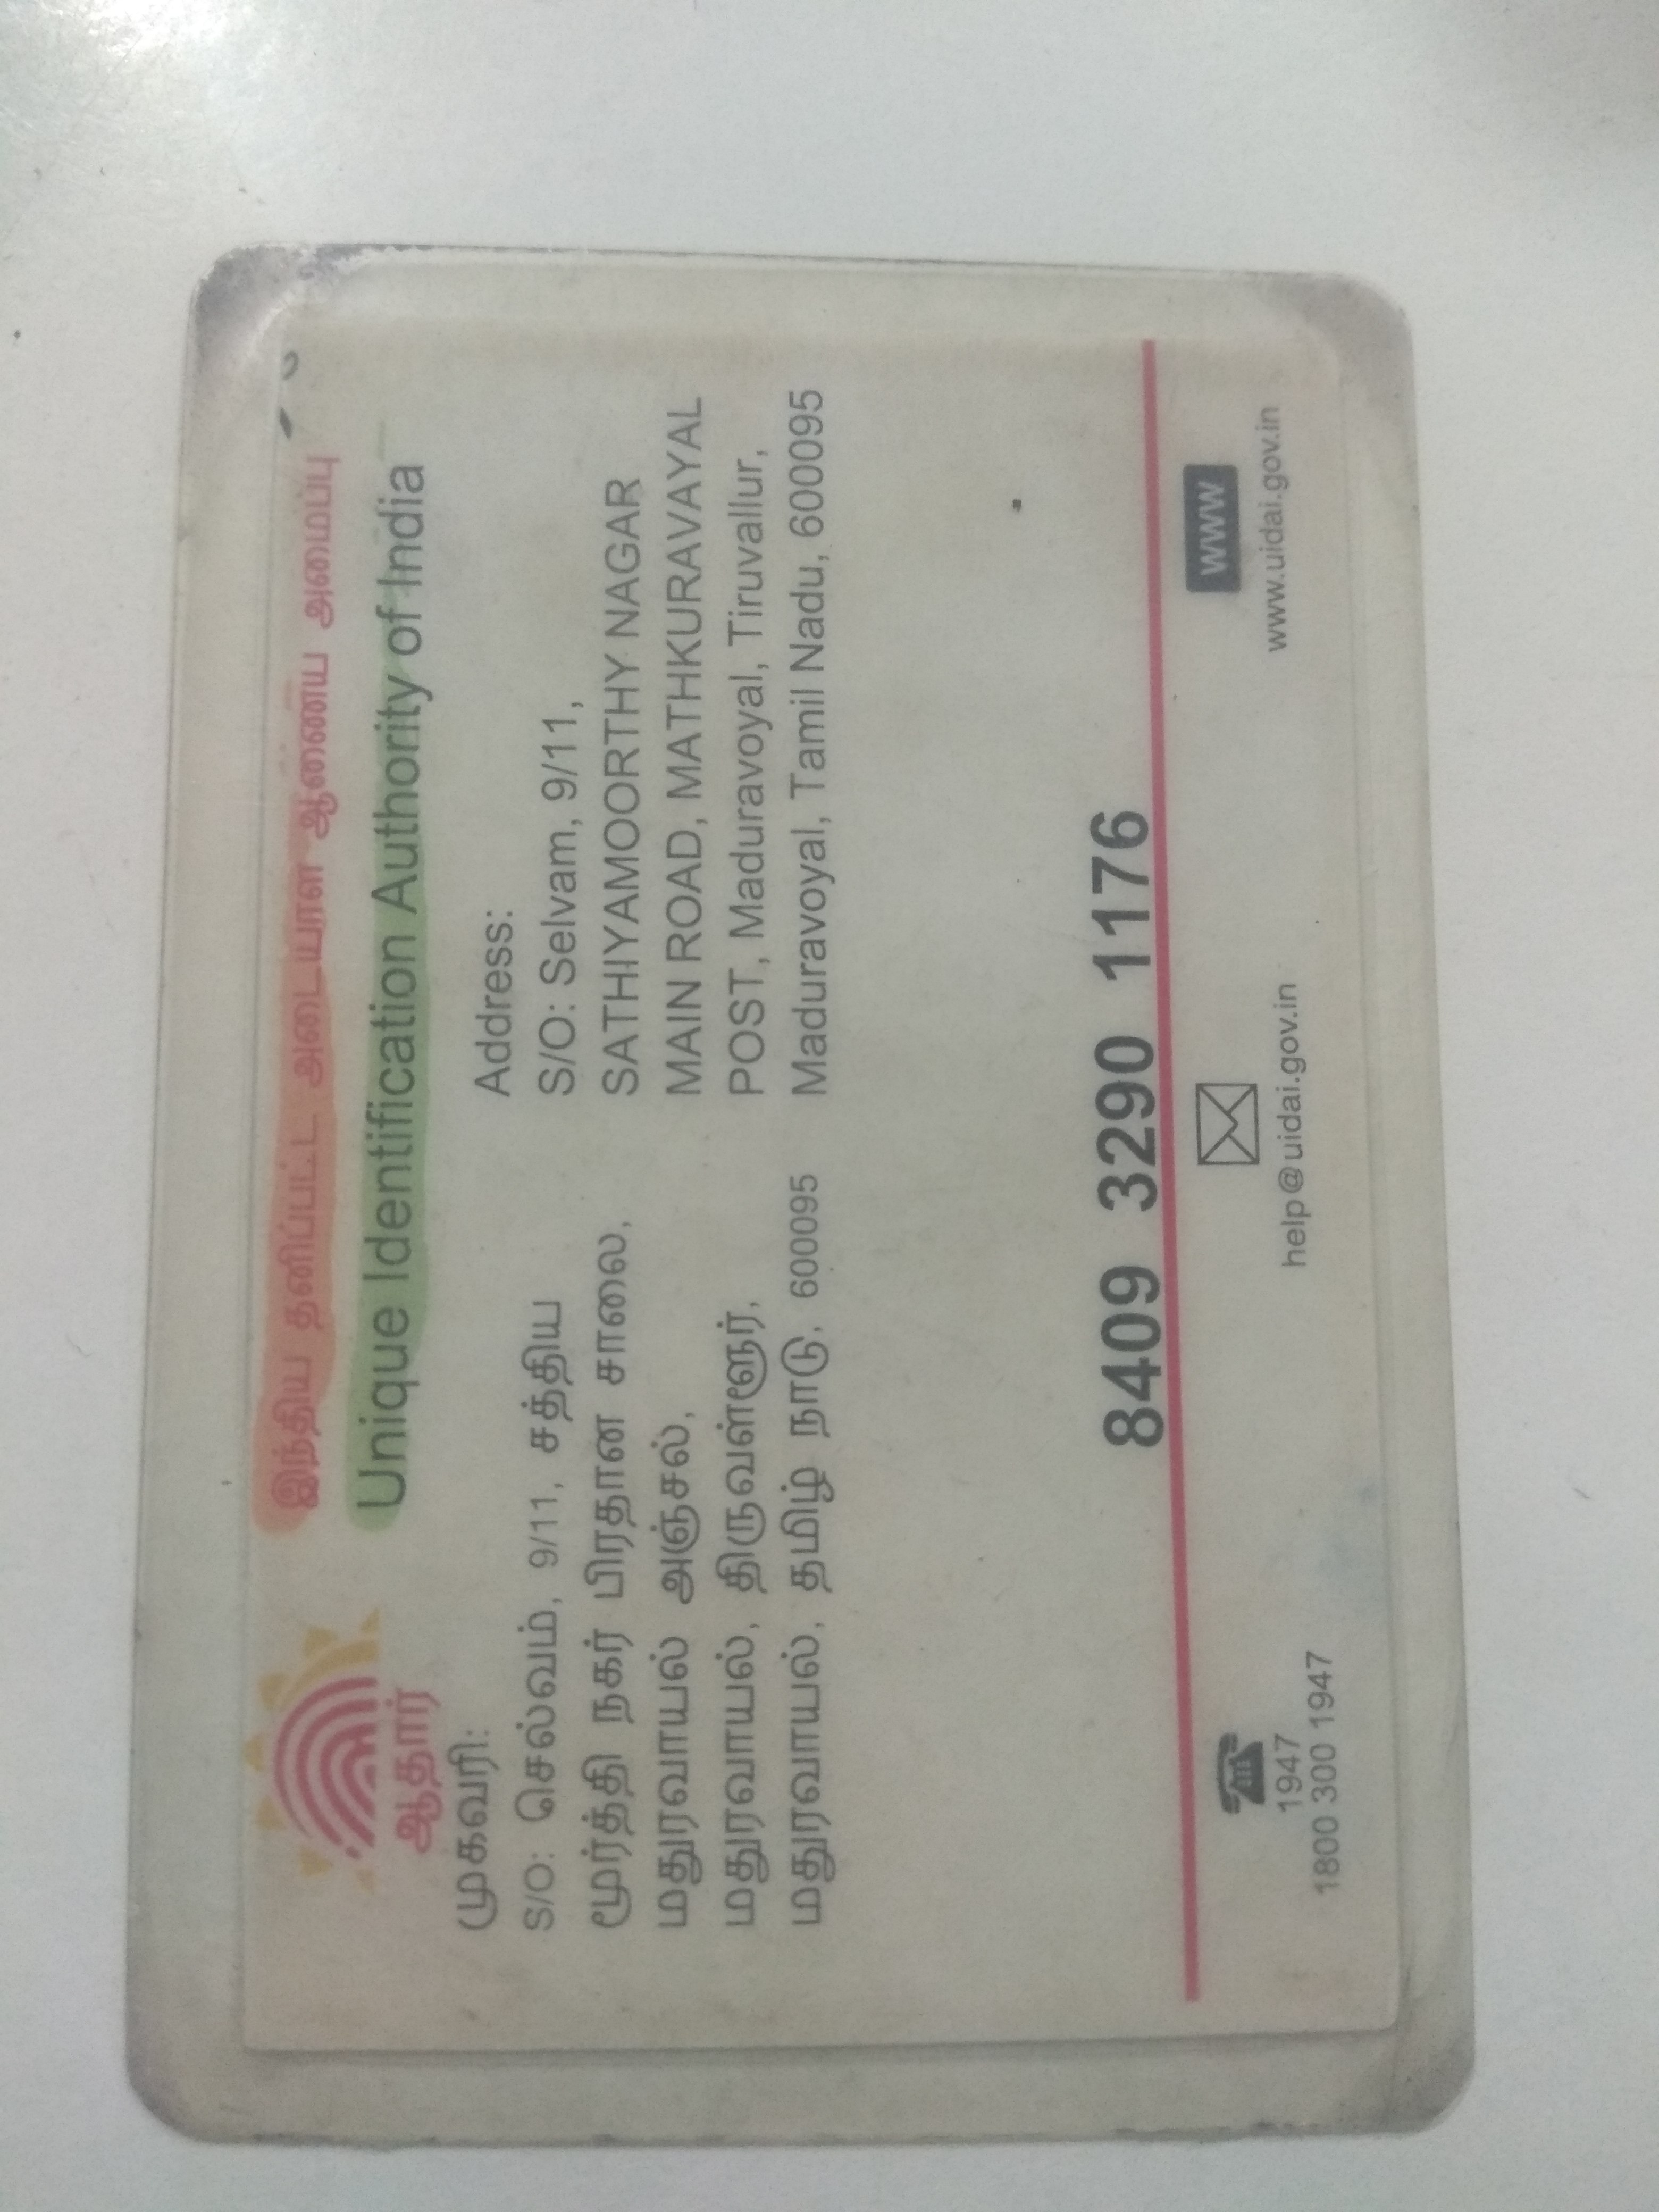 இந்திய தனிப்பட்ட அடையாள ஆணைய அமைப்பு
Unique Identification Authority of India
ஆதார்
முகவரி:
S/O: செல்வம், 9/11, சத்திய
மூர்த்தி நகர் பிரதான சாலை,
மதுரவாயல் அஞ்சல்,
மதுரவாயல், திருவள்ளூர்,
மதுரவாயல், தமிழ் நாடு, 600095
Address:
S/O: Selvam, 9/11,
SATHIYAMOORTHY NAGAR
MAIN ROAD, MATHKURAVAYAL
POST, Maduravoyal, Tiruvallur,
Maduravoyal, Tamil Nadu, 600095
8409 3290 1176
1947
1800 300 1947
help@uidai.gov.in
WWW
www.uidai.gov.in